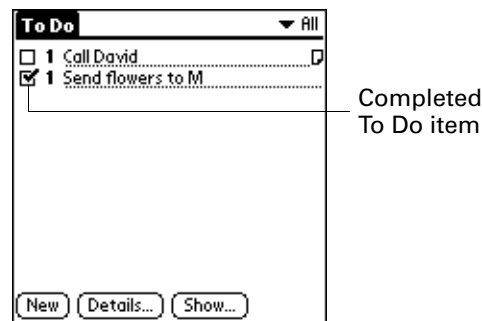 To Do
All
1 Call David
1 Send flowers to M
Completed
To Do item
New Details... Show...